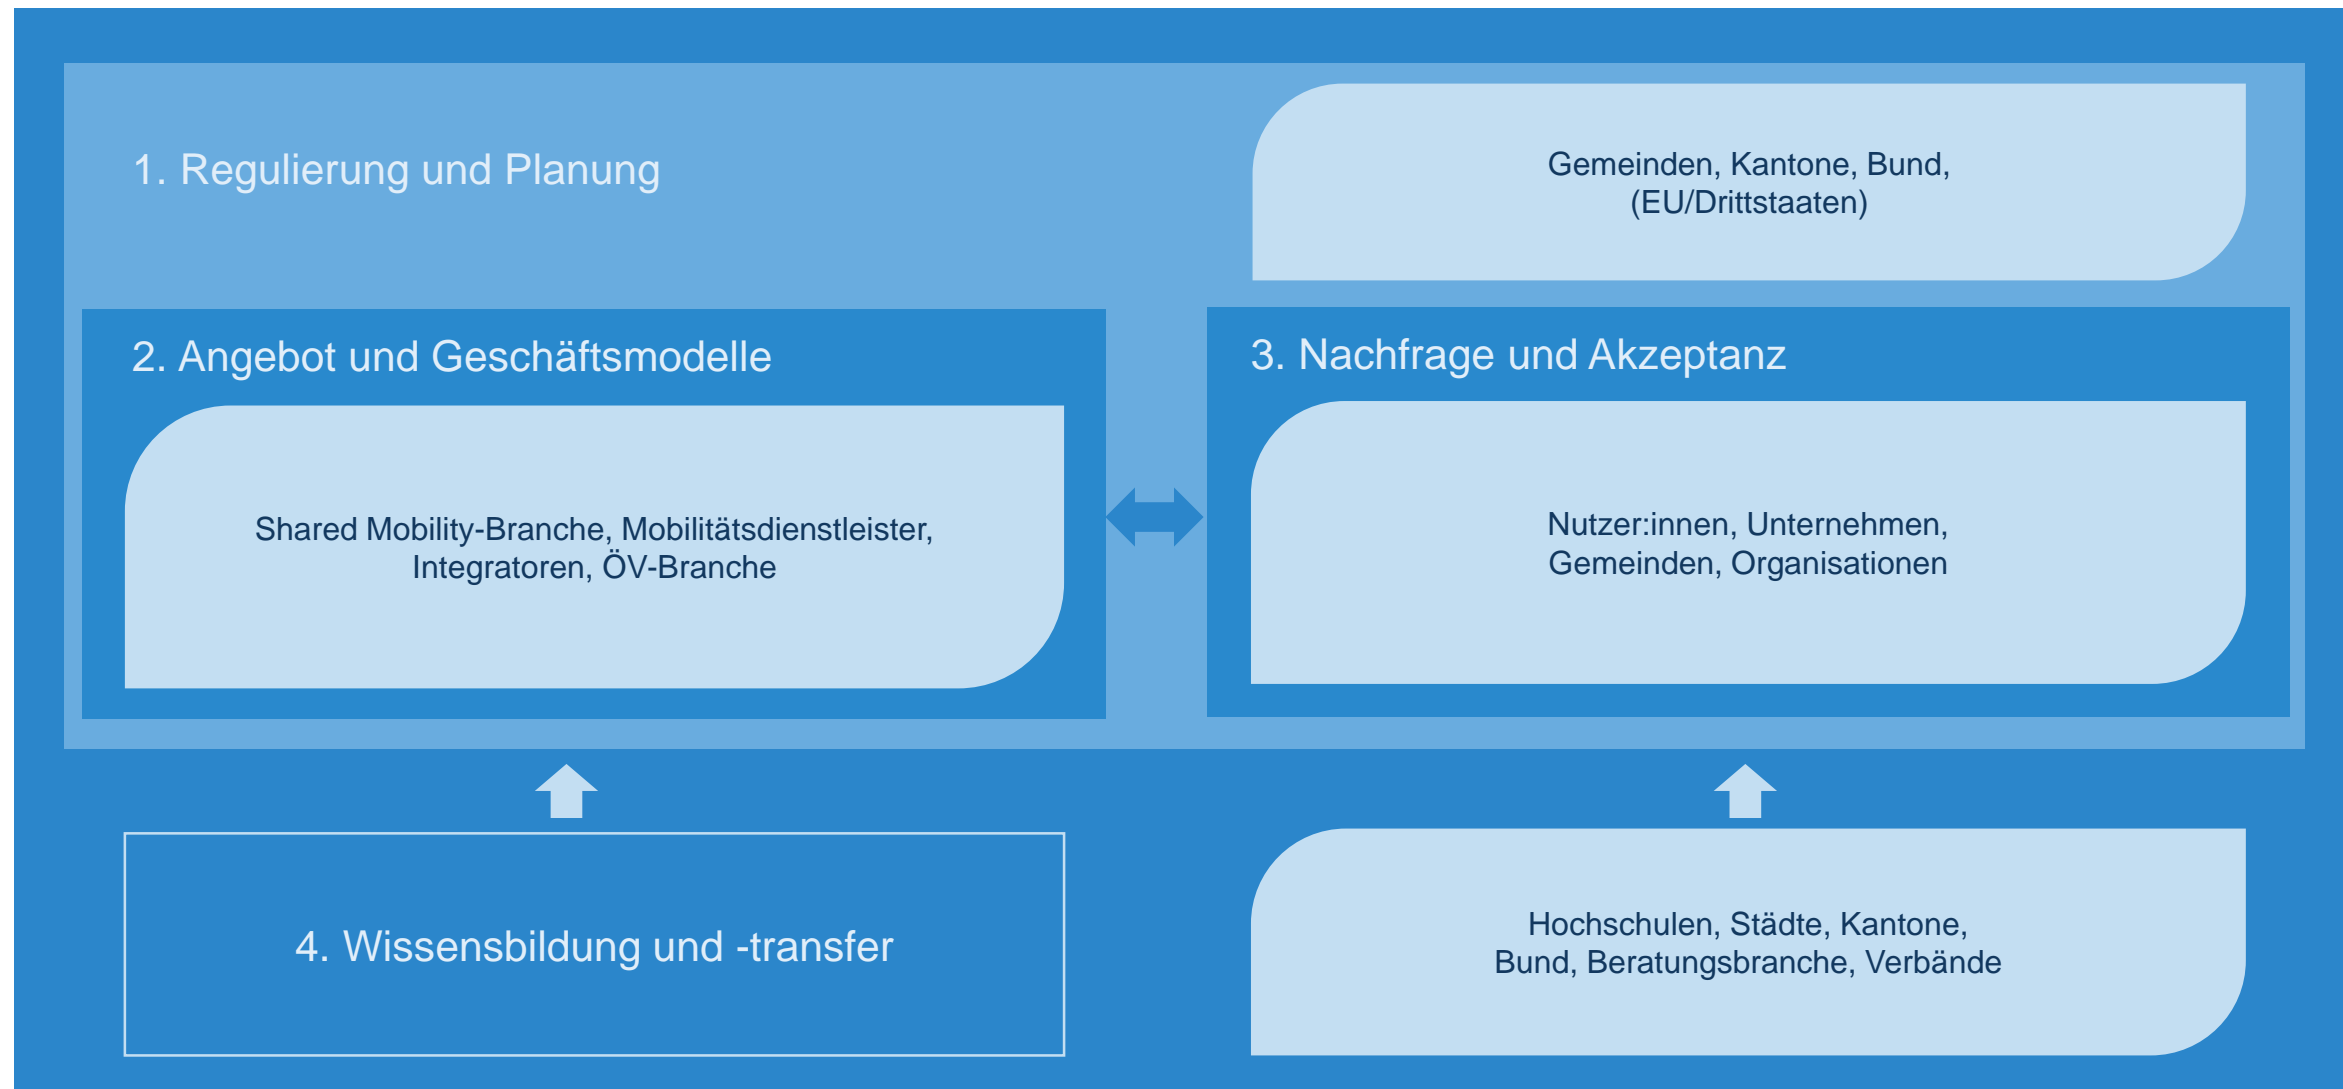 1. Regulierung und Planung
Gemeinden, Kantone, Bund,
(EU/Drittstaaten)
2. Angebot und Geschäftsmodelle
Shared Mobility-Branche, Mobilitätsdienstleister,
Integratoren, ÖV-Branche
3. Nachfrage und Akzeptanz
Nutzer:innen, Unternehmen,
Gemeinden, Organisationen
4. Wissensbildung und -transfer
Hochschulen, Städte, Kantone,
Bund, Beratungsbranche, Verbände